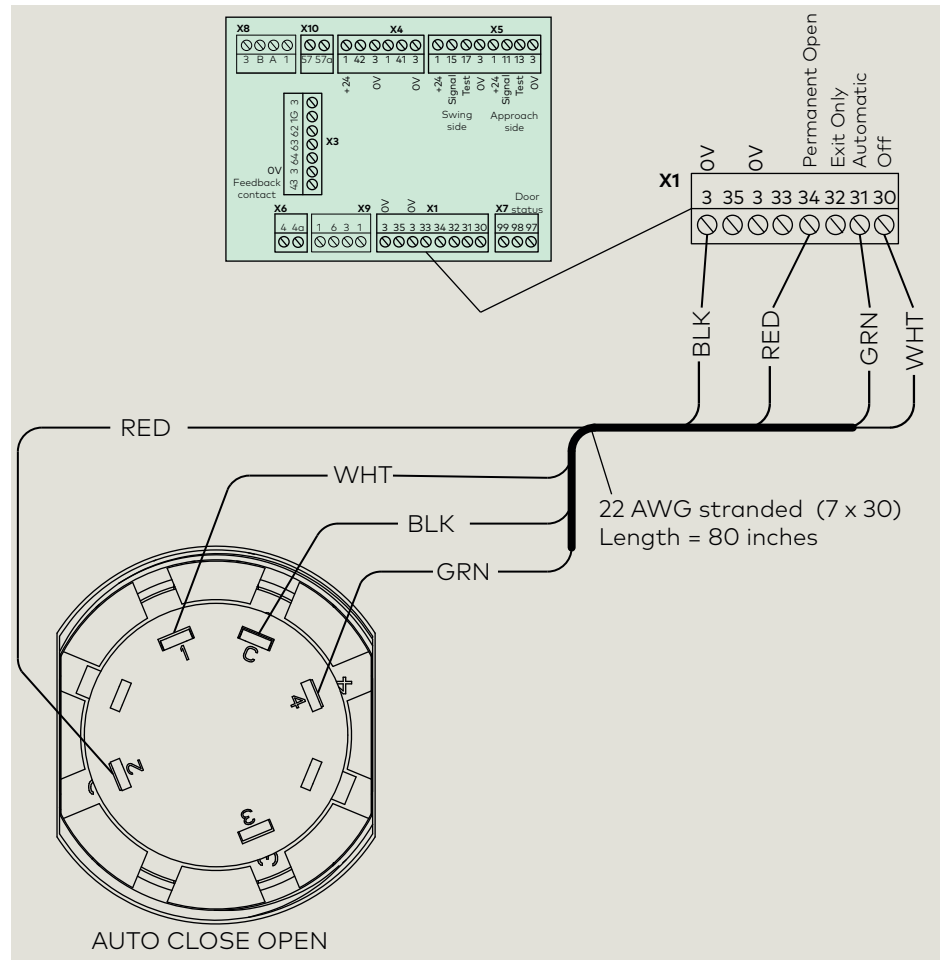 X8 X10 X4 X5
3 B A 1 57 57a 1 42 3 1 41 3 1 15 17 3 1 11 13 3
+24 0V 0V +24 Signal Test 0V +24 Signal Test 0V
Swing side
Approach side
3
1G
62
63
64
3
43
X3
0V
Feedback
contact
Door
status
X6 X9 X1 X7
0V 0V
4 4a 1 6 3 1 3 35 3 33 34 32 31 30 99 98 97
0V 0V Permanent Open Exit Only Automatic Off
X1
3 35 3 33 34 32 31 30
BLK RED GRN WHT
RED
WHT
BLK
GRN
22 AWG stranded (7 x 30)
Length = 80 inches
1 C
4 4
2
3
AUTO CLOSE OPEN